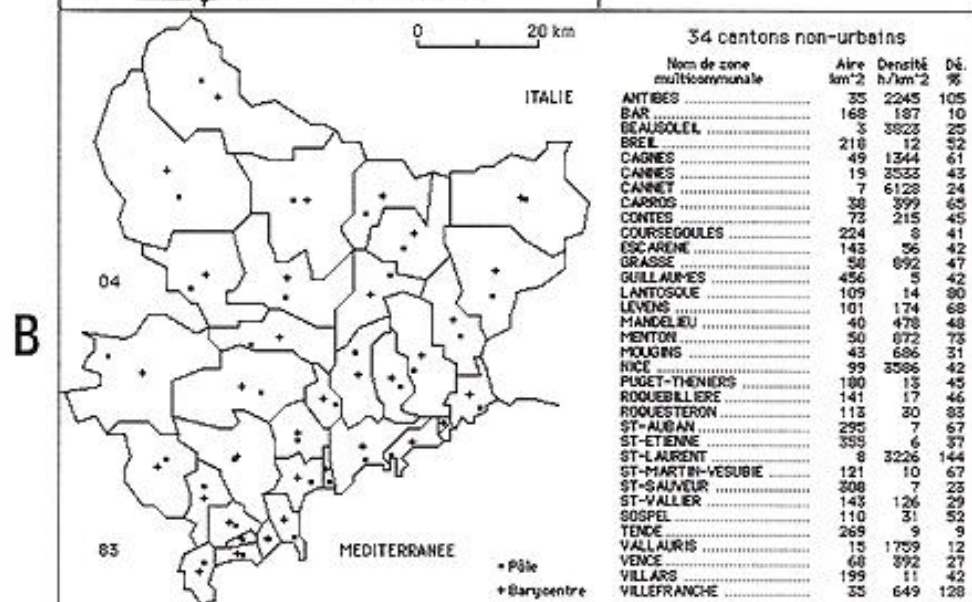 B
0 20 km
ITALIE
04
83
MEDITERRANEE
• Pôle
+ Barycentre
34 cantons non-urbains
Nom de zone multicommunale Aire km^2 Densité h/km^2 Dé. %
ANTIBES 35 2245 105
BAR 168 187 10
BEAUSOLEIL 3 3823 25
BREIL 218 12 52
CAGNES 49 1344 61
CANNES 19 3533 43
CANNET 7 6128 24
CARROS 38 399 65
CONTES 73 215 45
COURSEGOULES 224 8 41
ESCARENE 143 56 42
GRASSE 58 892 47
GUILLAUMES 456 5 42
LANTOSQUE 109 14 80
LEVENS 101 174 68
MANDELIEU 40 478 48
MENTON 50 872 73
MOUGINS 43 686 31
NICE 99 3586 42
PUGET-THENIERS 180 13 45
ROQUEBILLIERE 141 17 46
ROQUESTERON 113 30 83
ST-AUBAN 295 7 67
ST-ETIENNE 355 6 37
ST-LAURENT 8 3226 144
ST-MARTIN-VESUBIE 121 10 67
ST-SAUVEUR 308 7 23
ST-VALLIER 143 126 29
SOSPEL 110 31 52
TENDE 269 9 9
VALLAURIS 15 1759 12
VENCE 68 392 27
VILLARS 199 11 42
VILLEFRANCHE 35 649 128